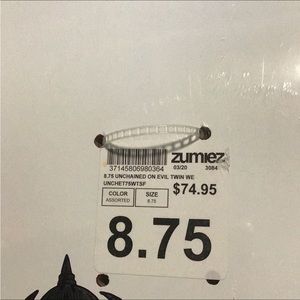 zumiez
37145806980364
03/20 3084
8.75 UNCHAINED ON EVIL TWIN WE
UNCHET75WTSF
$74.95
COLOR SIZE
ASSORTED 8.75
8.75